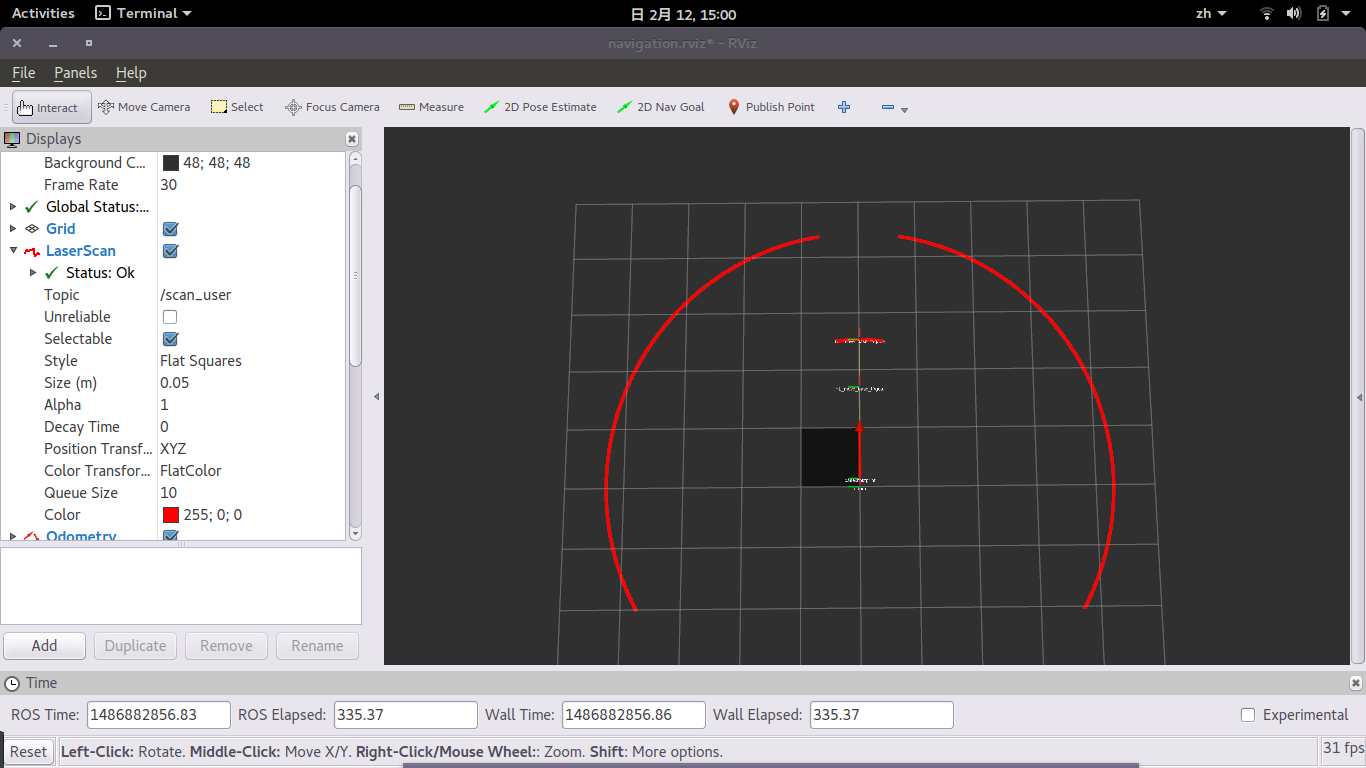 Activities Terminal 日 2月 12, 15:00 zh
navigation.rviz* - RViz
File Panels Help
Interact Move Camera Select Focus Camera Measure 2D Pose Estimate 2D Nav Goal Publish Point
Displays
Background C... 48; 48; 48
Frame Rate 30
Global Status:...
Grid
LaserScan
Status: Ok
Topic /scan_user
Unreliable
Selectable
Style Flat Squares
Size (m) 0.05
Alpha 1
Decay Time 0
Position Transf... XYZ
Color Transfor... FlatColor
Queue Size 10
Color 255; 0; 0
Odometry
Add Duplicate Remove Rename
Time
ROS Time: 1486882856.83 ROS Elapsed: 335.37 Wall Time: 1486882856.86 Wall Elapsed: 335.37 Experimental
Reset Left-Click: Rotate. Middle-Click: Move X/Y. Right-Click/Mouse Wheel:: Zoom. Shift: More options. 31 fps